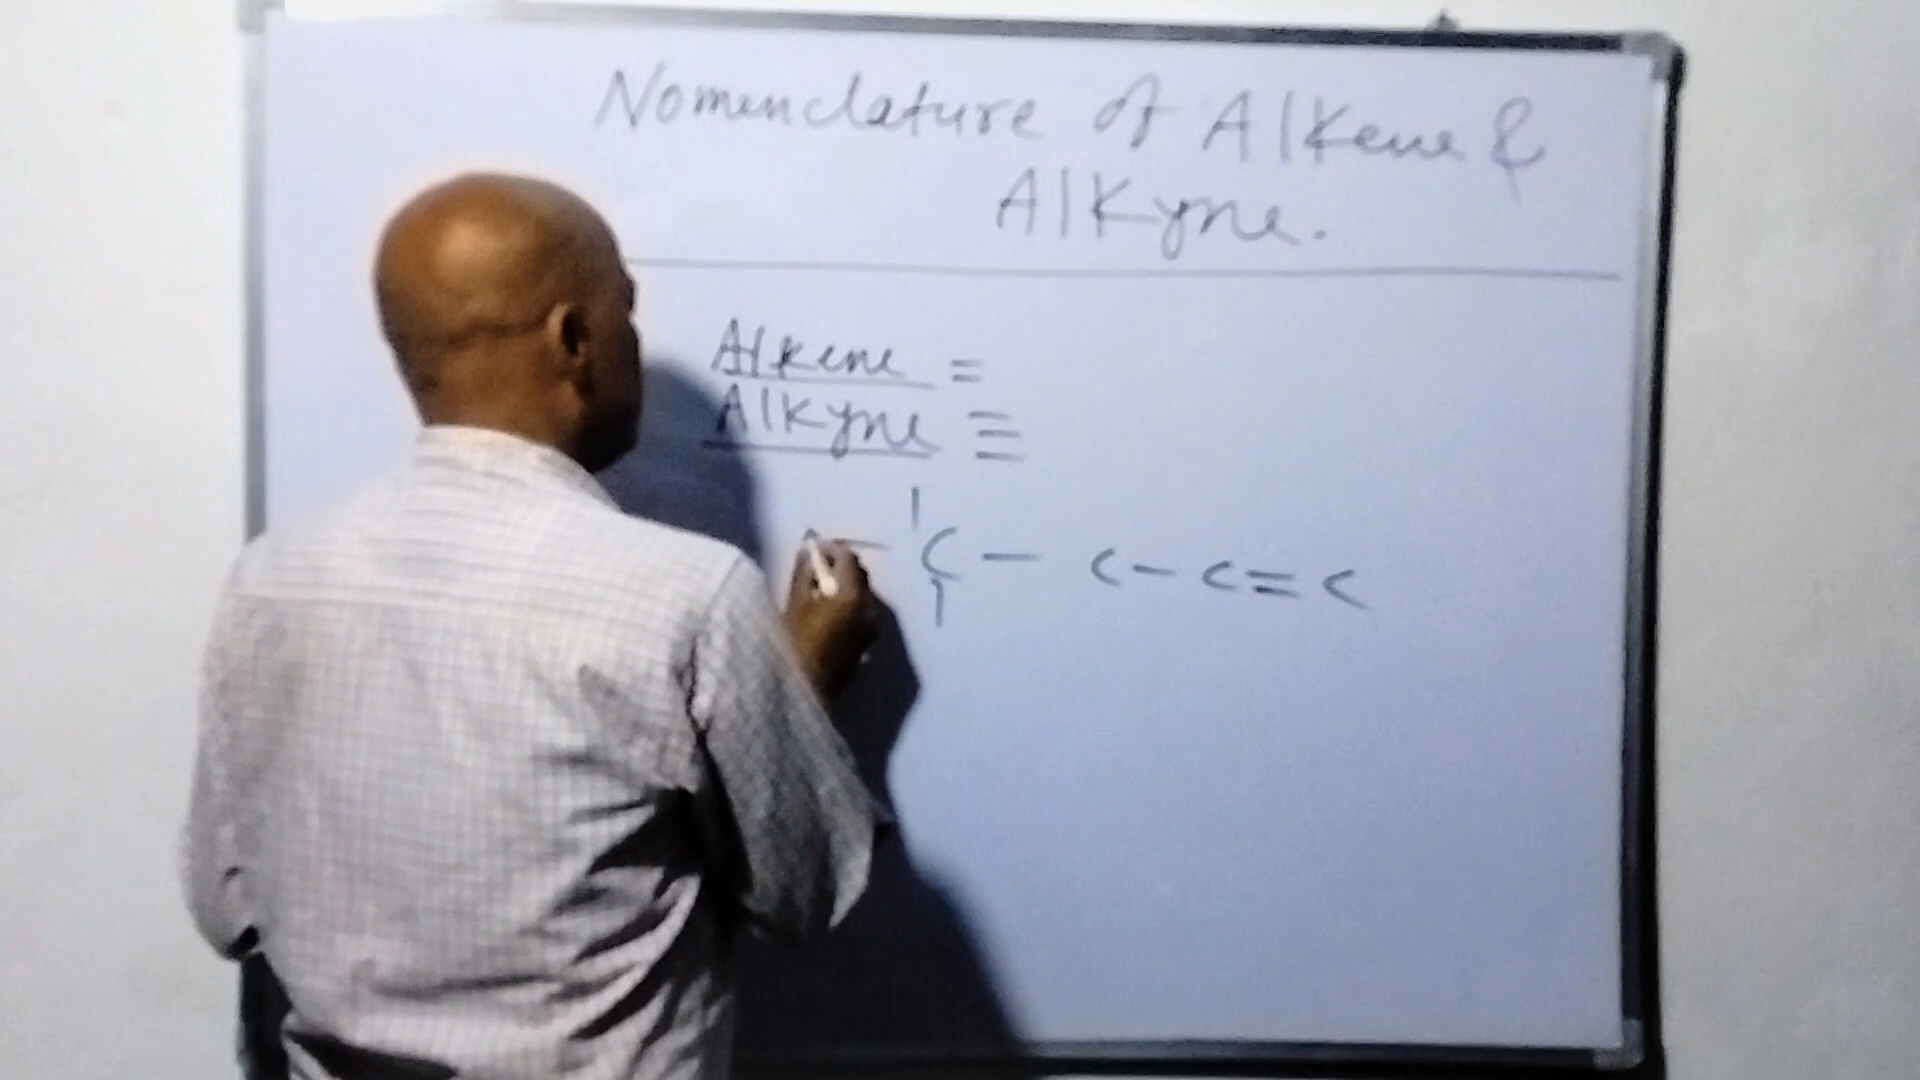 Nomenclature of Alkene &
Alkyne.
Alkene =
Alkyne ≡
- C - C - C = C